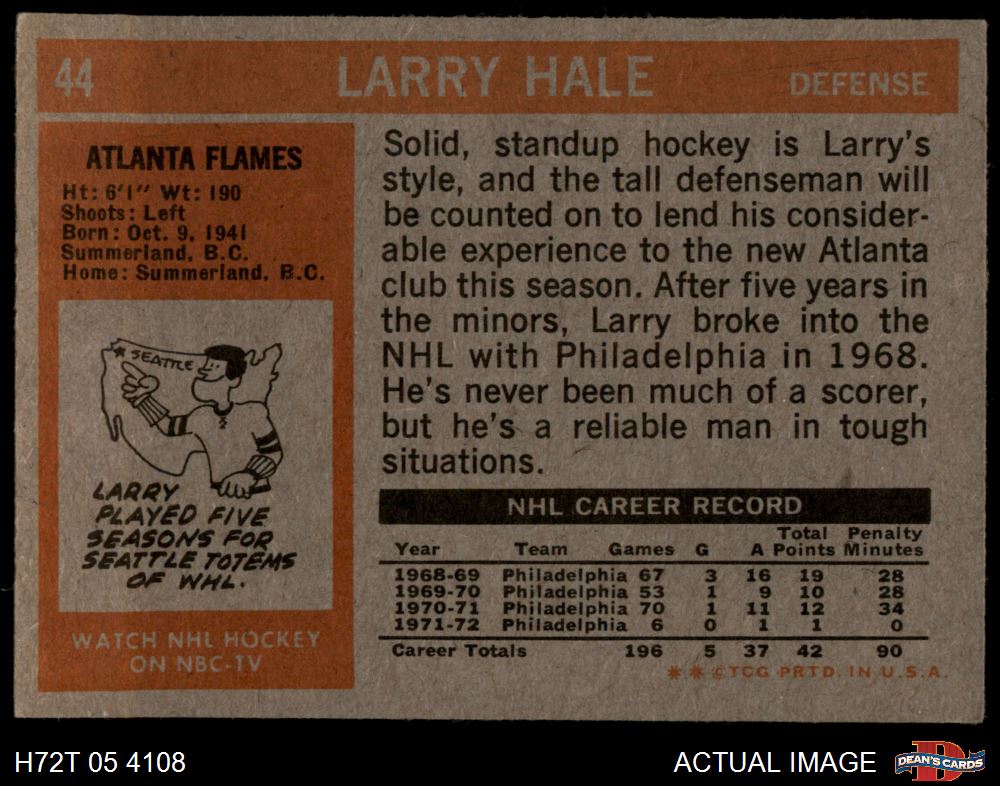 44 LARRY HALE DEFENSE
ATLANTA FLAMES
Ht: 6'1" Wt: 190
Shoots: Left
Born: Oct. 9, 1941
Summerland, B.C.
Home: Summerland, B.C.
* SEATTLE
LARRY
PLAYED FIVE
SEASONS FOR
SEATTLE TOTEMS
OF WHL.
WATCH NHL HOCKEY
ON NBC-TV
Solid, standup hockey is Larry's
style, and the tall defenseman will
be counted on to lend his consider-
able experience to the new Atlanta
club this season. After five years in
the minors, Larry broke into the
NHL with Philadelphia in 1968.
He's never been much of a scorer,
but he's a reliable man in tough
situations.
NHL CAREER RECORD
Total Penalty
Year Team Games G A Points Minutes
1968-69 Philadelphia 67 3 16 19 28
1969-70 Philadelphia 53 1 9 10 28
1970-71 Philadelphia 70 1 11 12 34
1971-72 Philadelphia 6 0 1 1 0
Career Totals 196 5 37 42 90
* * © TCG PRTD. IN U.S.A.
H72T 05 4108 ACTUAL IMAGE D DEAN'S CARDS